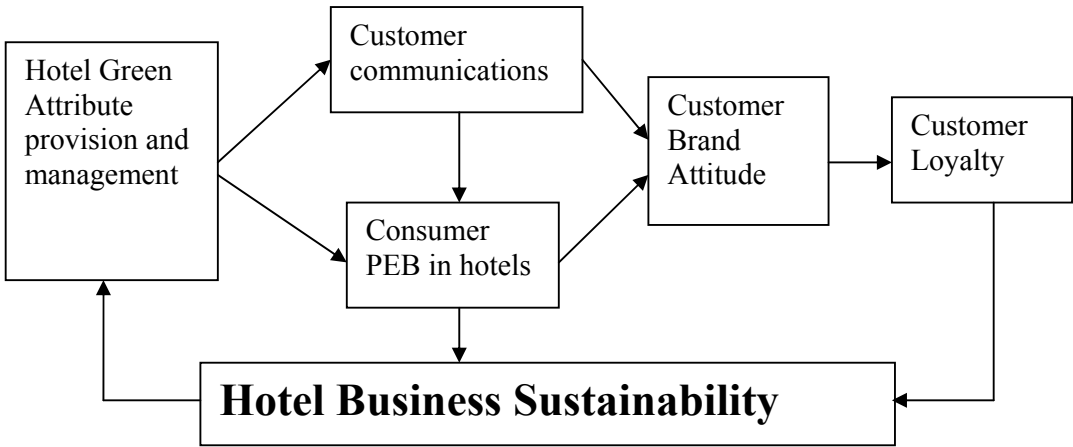 Hotel Green
Attribute
provision and
management
Customer
communications
Consumer
PEB in hotels
Customer
Brand
Attitude
Customer
Loyalty
Hotel Business Sustainability